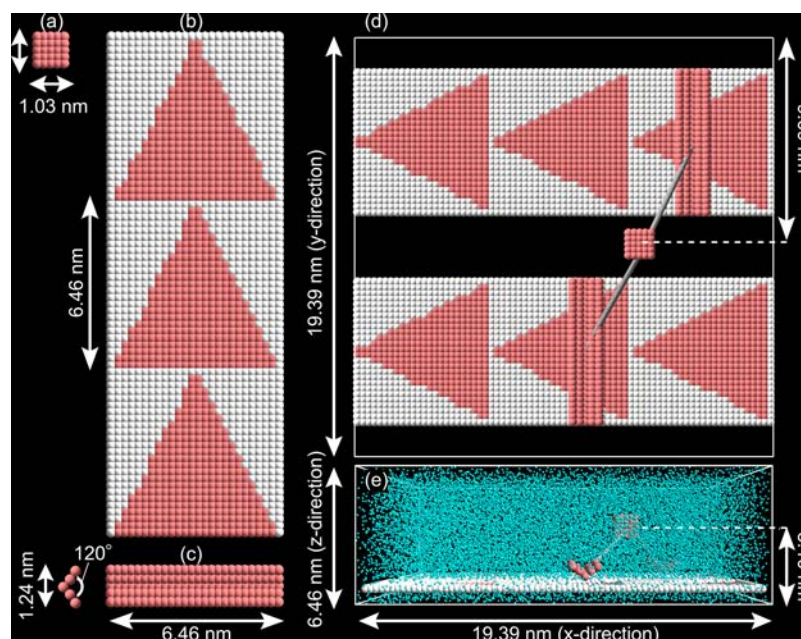 (a)
1.03 nm
(b)
6.46 nm
(c)
120°
1.24 nm
6.46 nm
(d)
19.39 nm (y-direction)
(e)
6.46 nm (z-direction)
19.39 nm (x-direction)